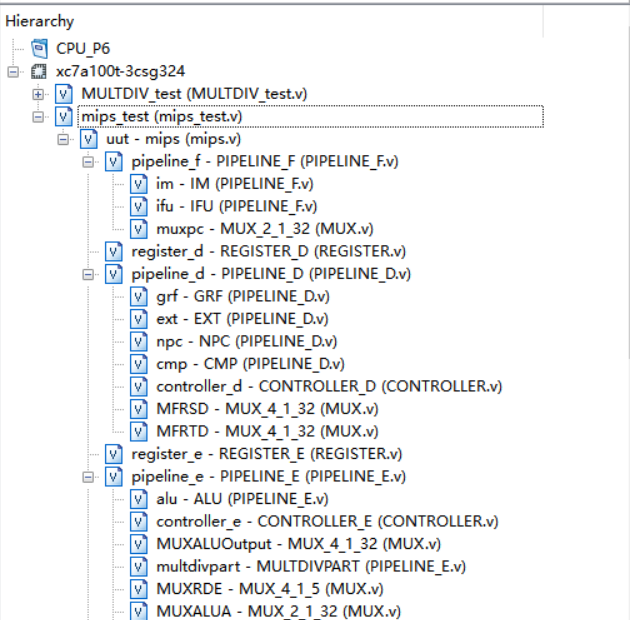 Hierarchy
CPU_P6
xc7a100t-3csg324
MULTDIV_test (MULTDIV_test.v)
mips_test (mips_test.v)
uut - mips (mips.v)
pipeline_f - PIPELINE_F (PIPELINE_F.v)
im - IM (PIPELINE_F.v)
ifu - IFU (PIPELINE_F.v)
muxpc - MUX_2_1_32 (MUX.v)
register_d - REGISTER_D (REGISTER.v)
pipeline_d - PIPELINE_D (PIPELINE_D.v)
grf - GRF (PIPELINE_D.v)
ext - EXT (PIPELINE_D.v)
npc - NPC (PIPELINE_D.v)
cmp - CMP (PIPELINE_D.v)
controller_d - CONTROLLER_D (CONTROLLER.v)
MFRSD - MUX_4_1_32 (MUX.v)
MFRTD - MUX_4_1_32 (MUX.v)
register_e - REGISTER_E (REGISTER.v)
pipeline_e - PIPELINE_E (PIPELINE_E.v)
alu - ALU (PIPELINE_E.v)
controller_e - CONTROLLER_E (CONTROLLER.v)
MUXALUOutput - MUX_4_1_32 (MUX.v)
multdivpart - MULTDIVPART (PIPELINE_E.v)
MUXRDE - MUX_4_1_5 (MUX.v)
MUXALUA - MUX_2_1_32 (MUX.v)